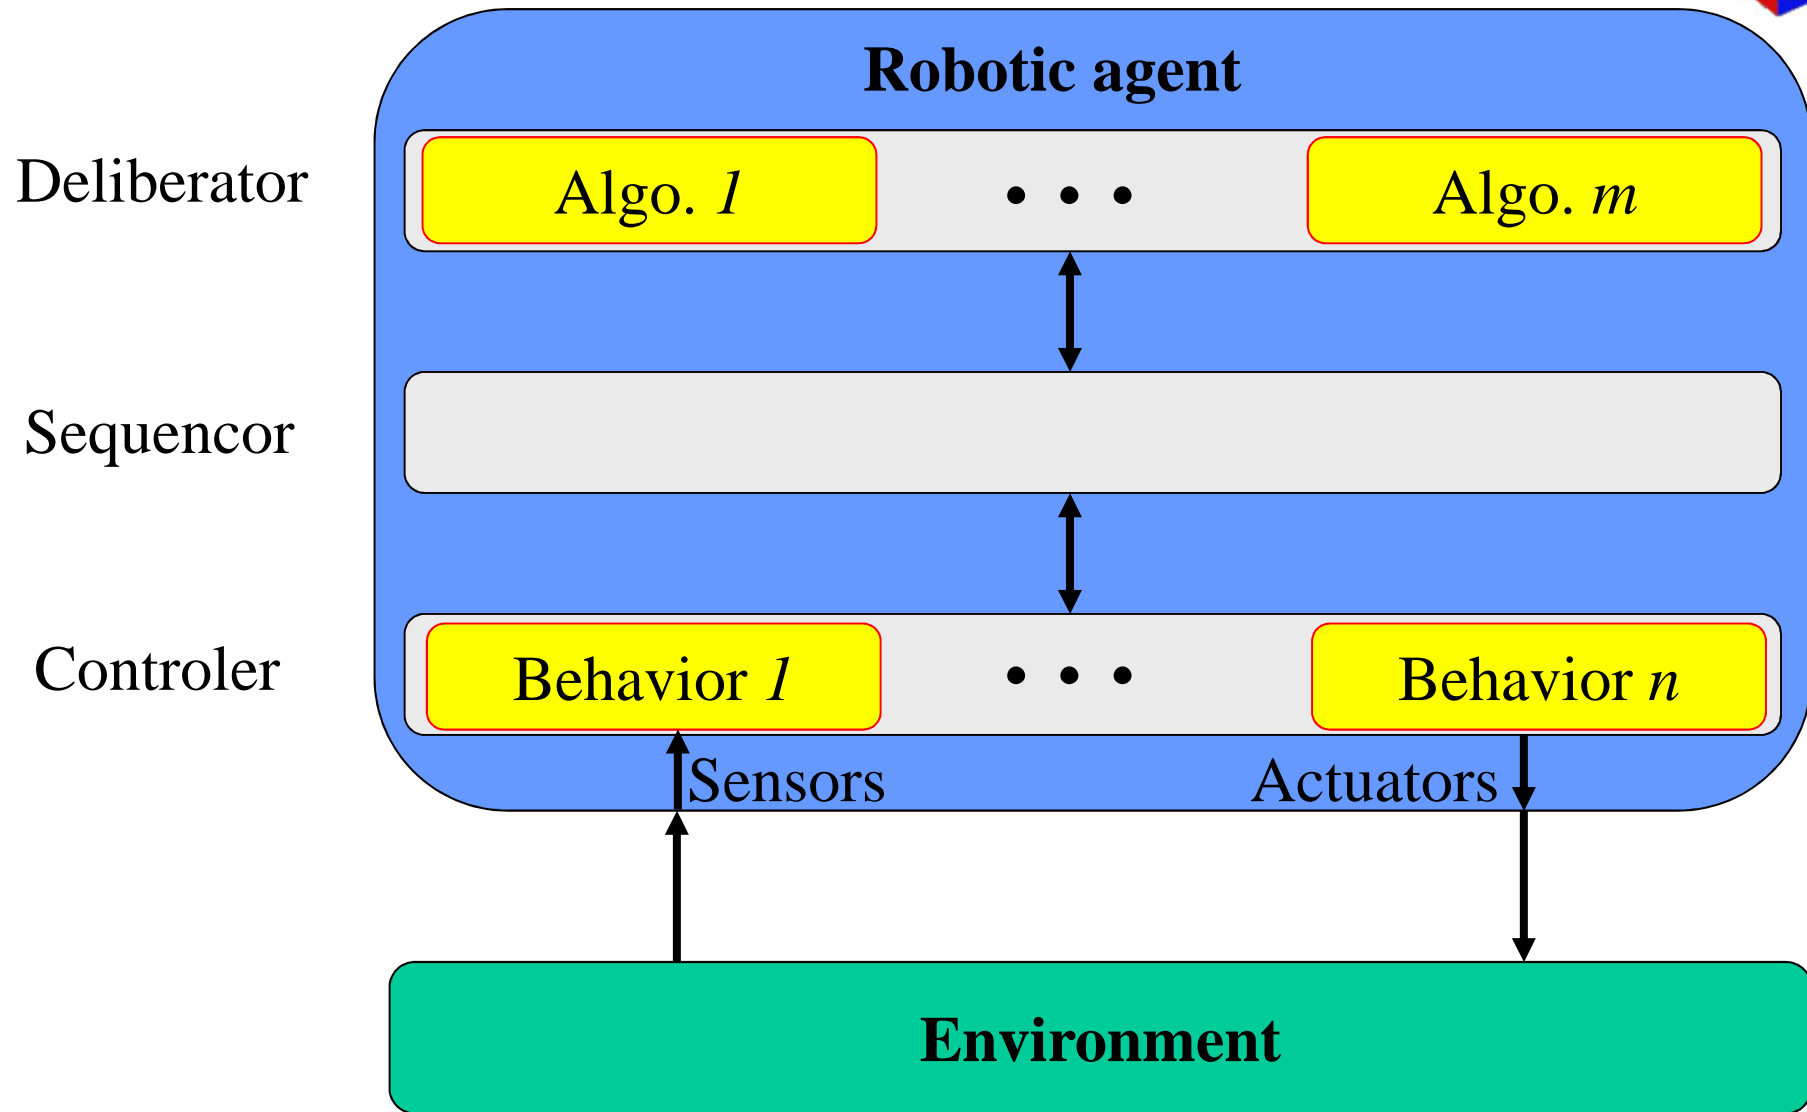 Robotic agent
Deliberator
Algo. 1
• • •
Algo. m
Sequencor
Controler
Behavior 1
• • •
Behavior n
Sensors
Actuators
Environment